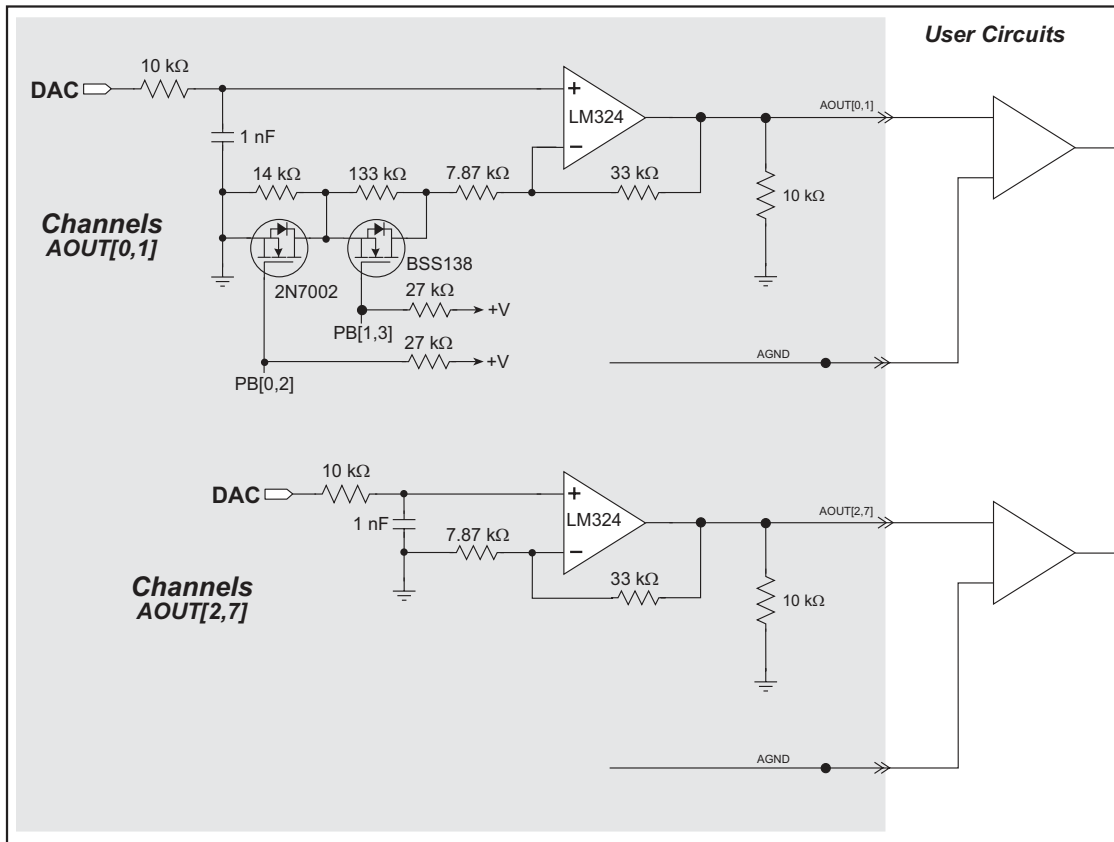 User Circuits
10 kΩ
DAC
+
LM324
−
AOUT[0,1]
1 nF
14 kΩ
133 kΩ
7.87 kΩ
33 kΩ
10 kΩ
Channels
AOUT[0,1]
2N7002
BSS138
27 kΩ
+V
PB[1,3]
27 kΩ
+V
PB[0,2]
AGND
10 kΩ
DAC
+
LM324
−
AOUT[2,7]
1 nF
7.87 kΩ
33 kΩ
10 kΩ
Channels
AOUT[2,7]
AGND